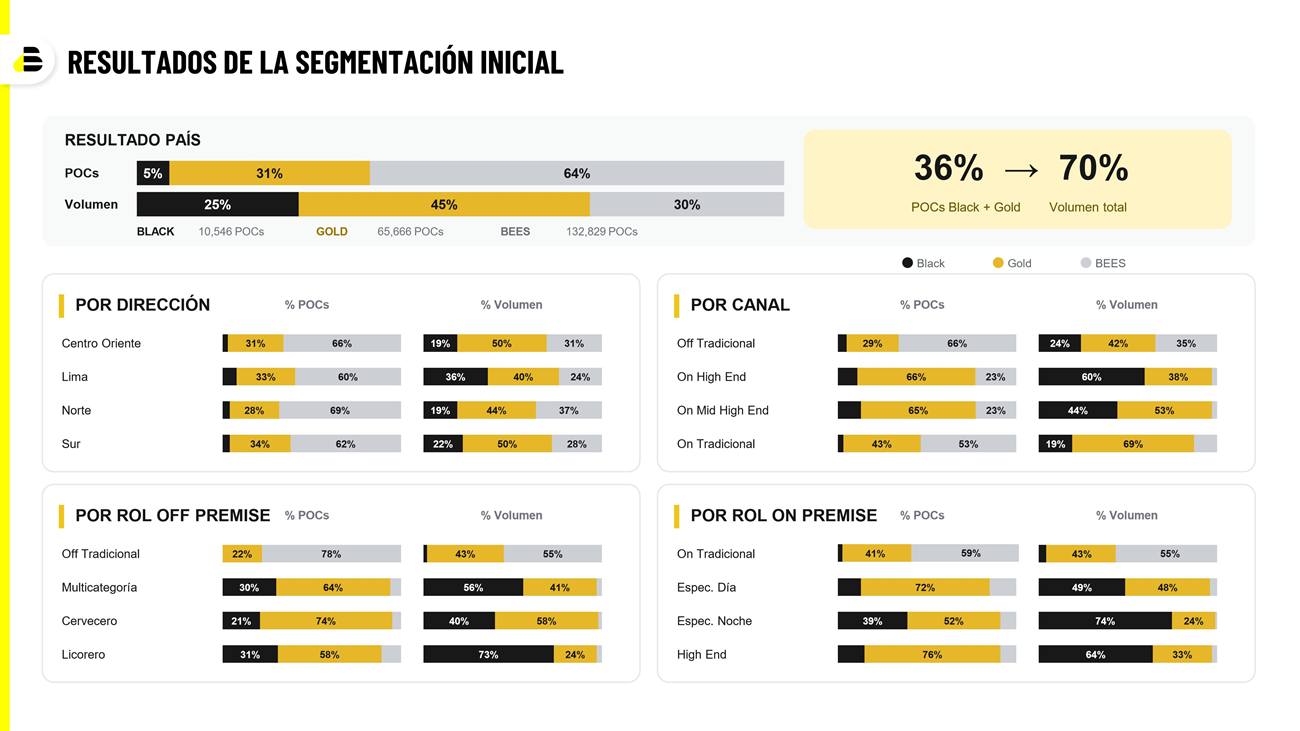 RESULTADOS DE LA SEGMENTACIÓN INICIAL
RESULTADO PAÍS
POCs 5% 31% 64%
Volumen 25% 45% 30%
BLACK 10,546 POCs GOLD 65,666 POCs BEES 132,829 POCs
36% → 70%
POCs Black + Gold Volumen total
Black Gold BEES
POR DIRECCIÓN % POCs % Volumen
Centro Oriente 31% 66% 19% 50% 31%
Lima 33% 60% 36% 40% 24%
Norte 28% 69% 19% 44% 37%
Sur 34% 62% 22% 50% 28%
POR CANAL % POCs % Volumen
Off Tradicional 29% 66% 24% 42% 35%
On High End 66% 23% 60% 38%
On Mid High End 65% 23% 44% 53%
On Tradicional 43% 53% 19% 69%
POR ROL OFF PREMISE % POCs % Volumen
Off Tradicional 22% 78% 43% 55%
Multicategoría 30% 64% 56% 41%
Cervecero 21% 74% 40% 58%
Licorero 31% 58% 73% 24%
POR ROL ON PREMISE % POCs % Volumen
On Tradicional 41% 59% 43% 55%
Espec. Día 72% 49% 48%
Espec. Noche 39% 52% 74% 24%
High End 76% 64% 33%